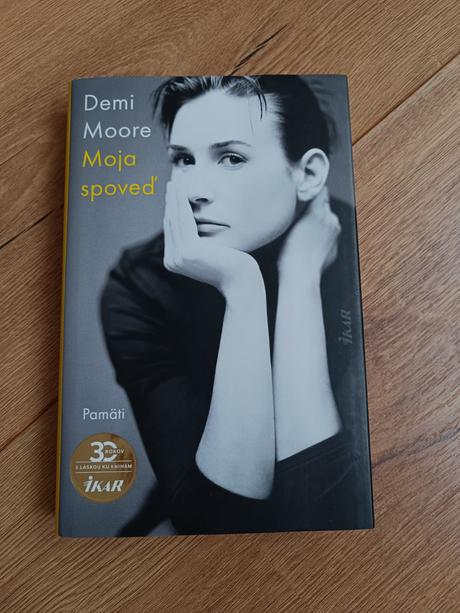 Demi
Moore
Moja
spoveď
IKAR
Pamäti
30
ROKOV
S LÁSKOU KU KNIHÁM
IKAR